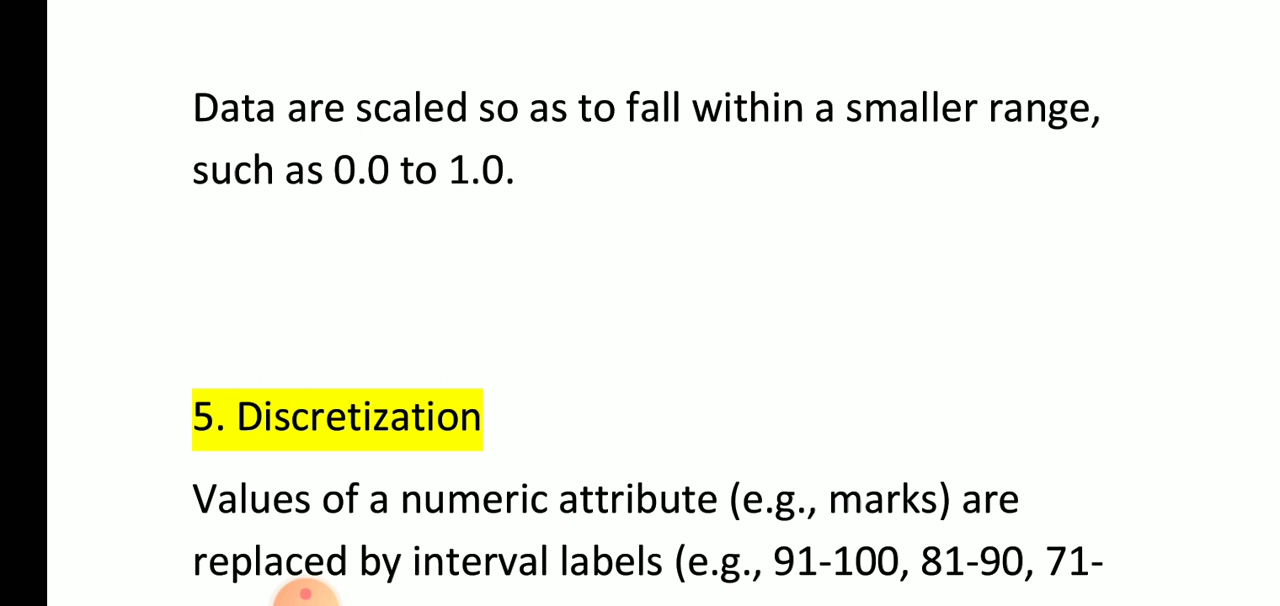 Data are scaled so as to fall within a smaller range,
such as 0.0 to 1.0.
5. Discretization
Values of a numeric attribute (e.g., marks) are
replaced by interval labels (e.g., 91-100, 81-90, 71-